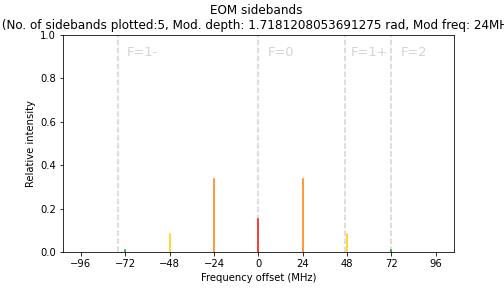 EOM sidebands
(No. of sidebands plotted:5, Mod. depth: 1.7181208053691275 rad, Mod freq: 24MH
1.0
F=1- F=0 F=1+ F=2
0.8
0.6
Relative intensity
0.4
0.2
0.0
−96 −72 −48 −24 0 24 48 72 96
Frequency offset (MHz)